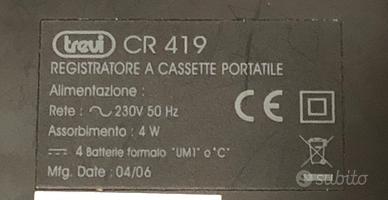 trevi CR 419
REGISTRATORE A CASSETTE PORTATILE
Alimentazione :
Rete : 230V 50 Hz
Assorbimento : 4 W
4 Batterie formato "UM1" o "C"
Mfg. Date : 04/06
CE
subito